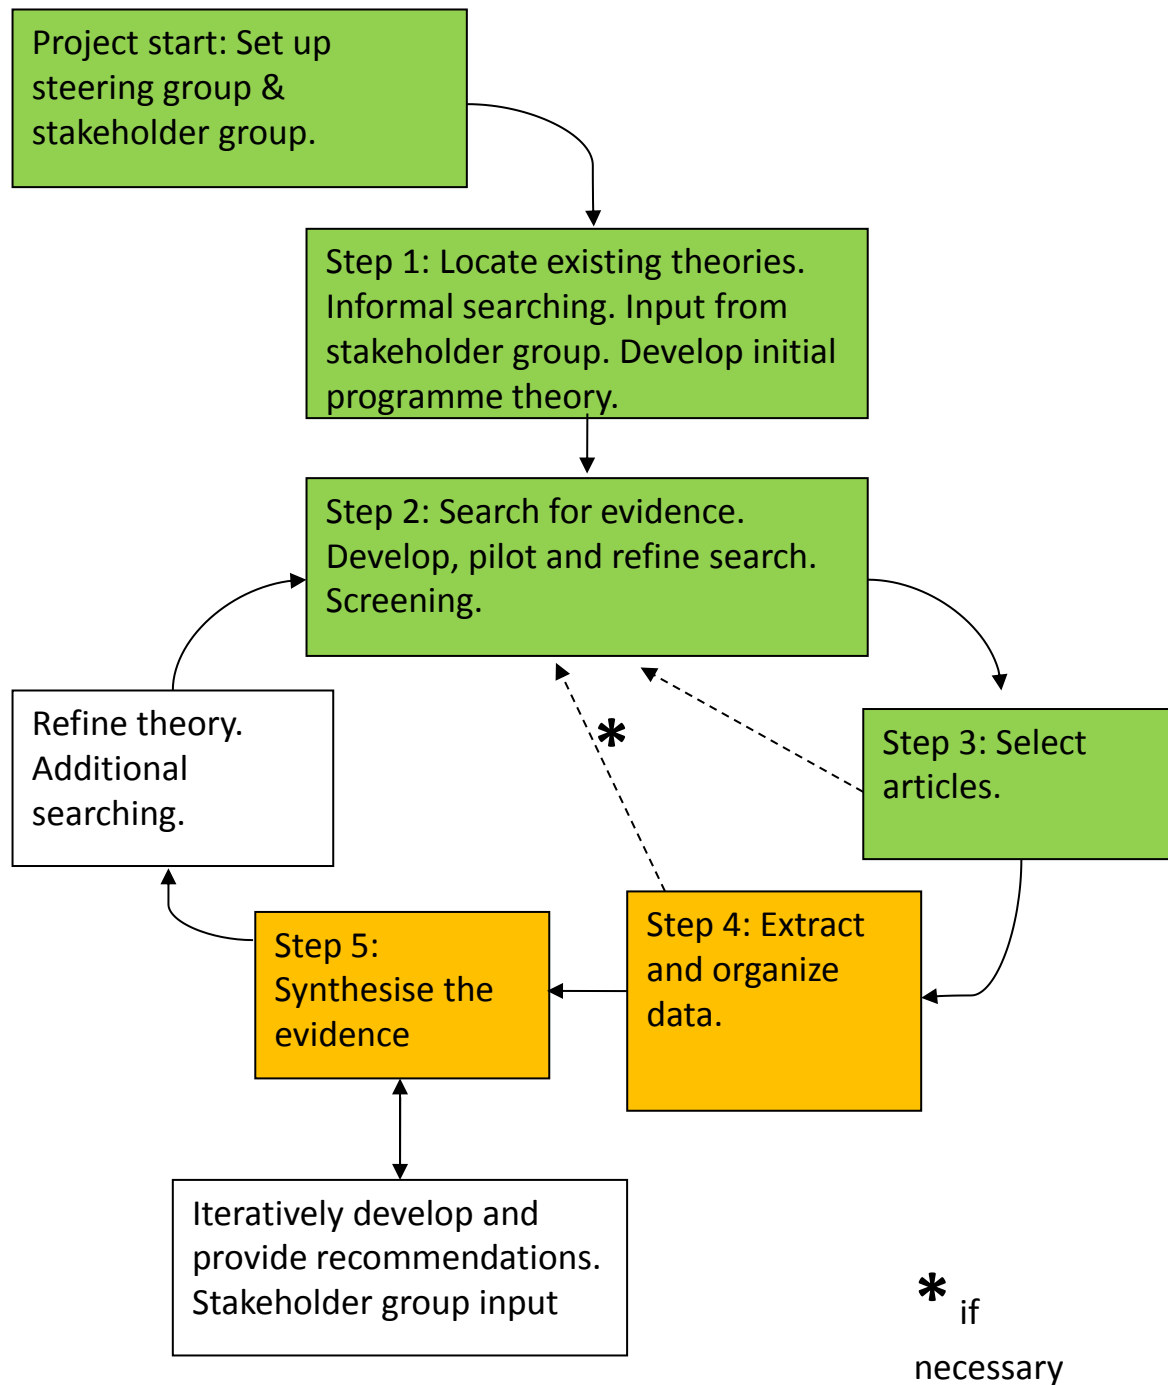 Project start: Set up
steering group &
stakeholder group.
Step 1: Locate existing theories.
Informal searching. Input from
stakeholder group. Develop initial
programme theory.
Step 2: Search for evidence.
Develop, pilot and refine search.
Screening.
Refine theory.
Additional
searching.
*
Step 3: Select
articles.
Step 4: Extract
and organize
data.
Step 5:
Synthesise the
evidence
Iteratively develop and
provide recommendations.
Stakeholder group input
* if
necessary